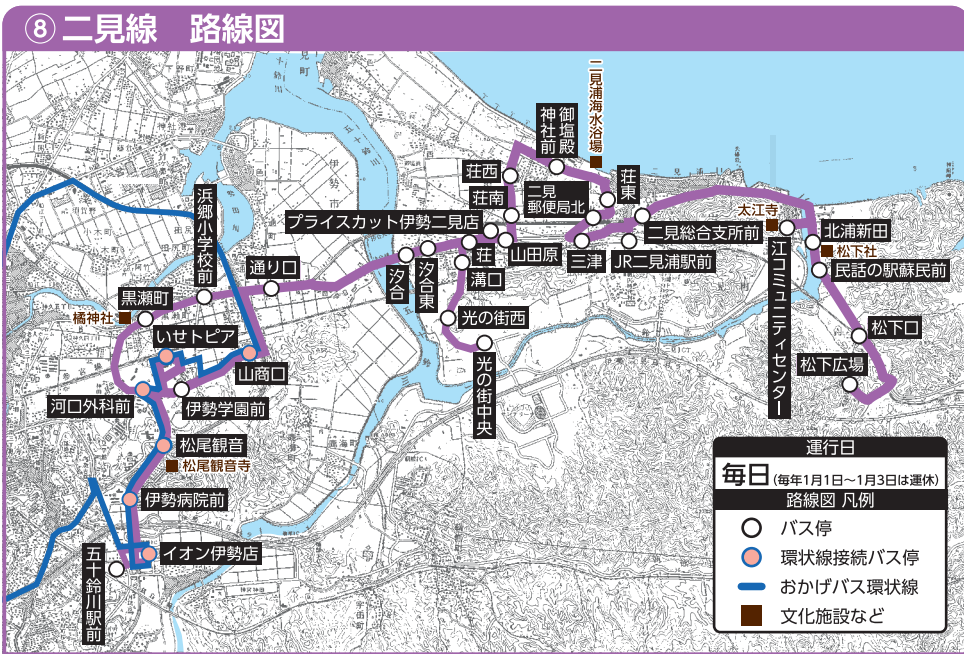 ⑧二見線 路線図
二見浦海水浴場
御塩殿
神社前
荘西
荘東
荘南
二見
郵便局北
浜郷小学校前
プライスカット伊勢二見店
太江寺
二見総合支所前
北浦新田
松下社
通り口
汐合
汐合東
荘
溝口
山田原
三津
JR二見浦駅前
江コミュニティセンター
民話の駅蘇民前
黒瀬町
橘神社
いせトピア
光の街西
松下口
山商口
光の街中央
松下広場
河口外科前
伊勢学園前
松尾観音
松尾観音寺
伊勢病院前
イオン伊勢店
五十鈴川駅前
運行日
毎日(毎年1月1日～1月3日は運休)
路線図 凡例
バス停
環状線接続バス停
おかげバス環状線
文化施設など